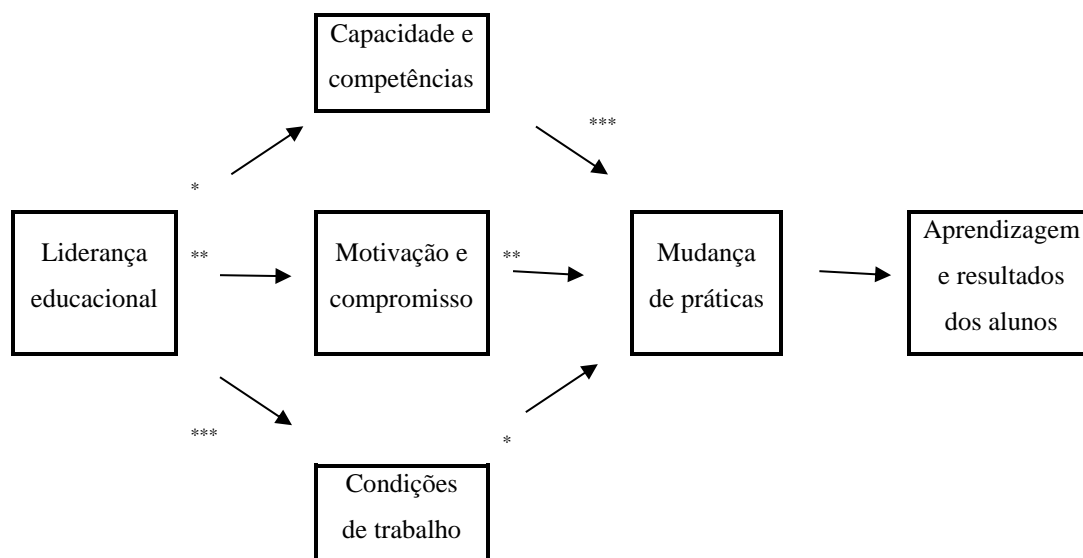 Capacidade e
competências
***
*
Liderança
educacional
**
Motivação e
compromisso
**
Mudança
de práticas
Aprendizagem
e resultados
dos alunos
***
*
Condições
de trabalho